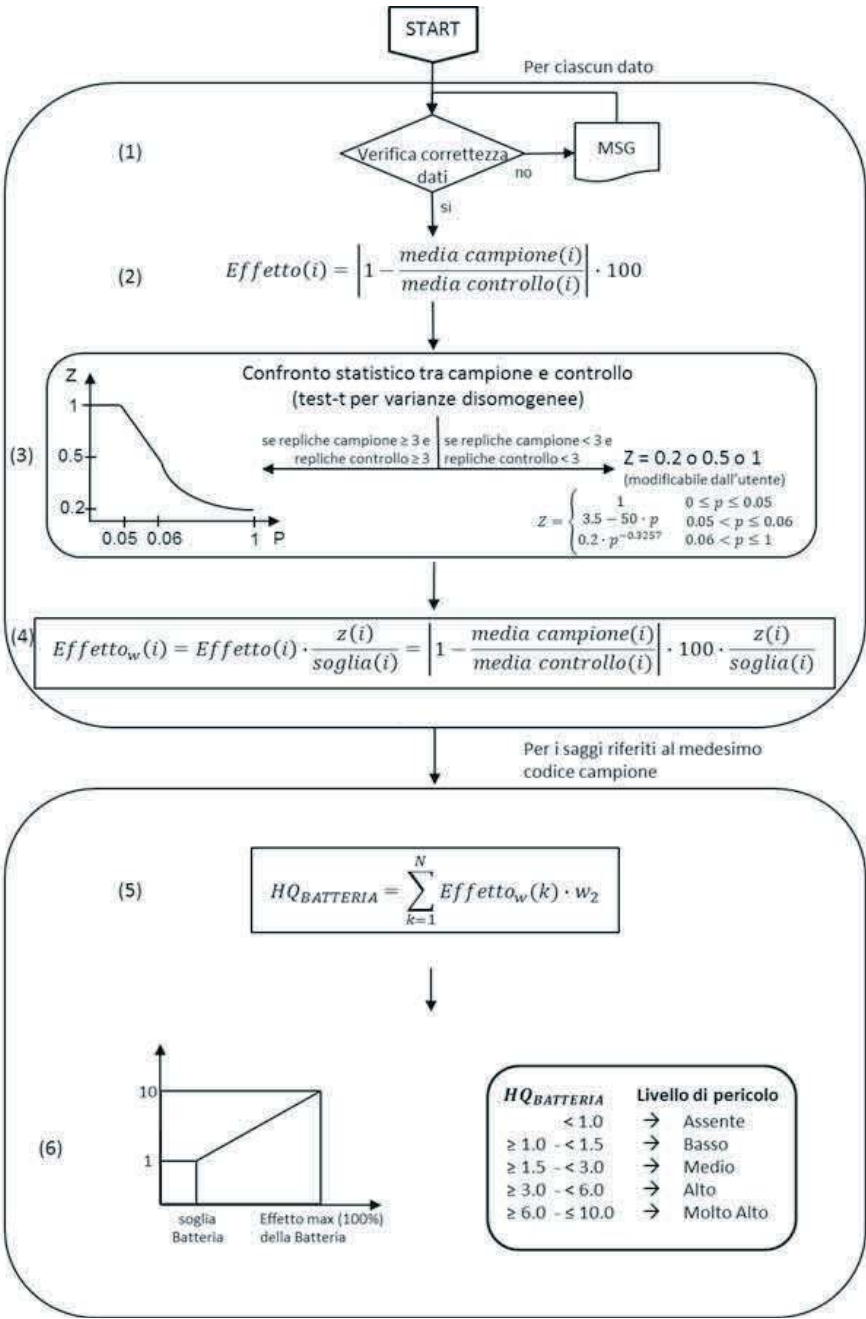 START
Per ciascun dato
(1)
Verifica correttezza
dati
no
MSG
si
(2)
Effetto(i) = |1 − media campione(i) / media controllo(i)| · 100
Confronto statistico tra campione e controllo
(test-t per varianze disomogenee)
(3)
Z
1
0.5
0.2
0.05 0.06 1 P
se repliche campione ≥ 3 e
repliche controllo ≥ 3
se repliche campione < 3 e
repliche controllo < 3
Z = 0.2 o 0.5 o 1
(modificabile dall'utente)
Z = { 1 0 ≤ p ≤ 0.05
3.5 − 50 · p 0.05 < p ≤ 0.06
0.2 · p^−0.3257 0.06 < p ≤ 1
(4)
Effetto_w(i) = Effetto(i) · z(i) / soglia(i) = |1 − media campione(i) / media controllo(i)| · 100 · z(i) / soglia(i)
Per i saggi riferiti al medesimo
codice campione
(5)
HQ_BATTERIA = ∑_{k=1}^{N} Effetto_w(k) · w₂
(6)
10
1
soglia
Batteria
Effetto max (100%)
della Batteria
HQ_BATTERIA Livello di pericolo
< 1.0 → Assente
≥ 1.0 - < 1.5 → Basso
≥ 1.5 - < 3.0 → Medio
≥ 3.0 - < 6.0 → Alto
≥ 6.0 - ≤ 10.0 → Molto Alto